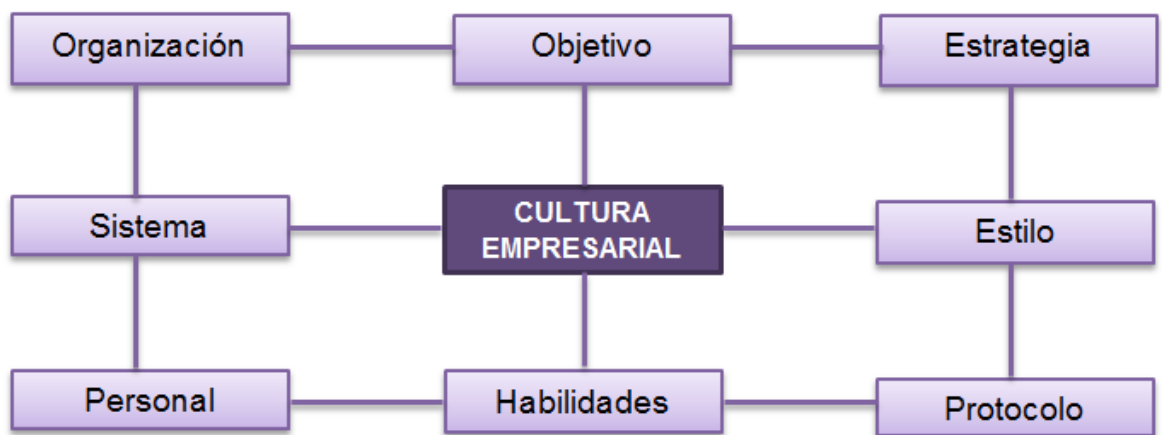 Organización
Objetivo
Estrategia
Sistema
CULTURA
EMPRESARIAL
Estilo
Personal
Habilidades
Protocolo